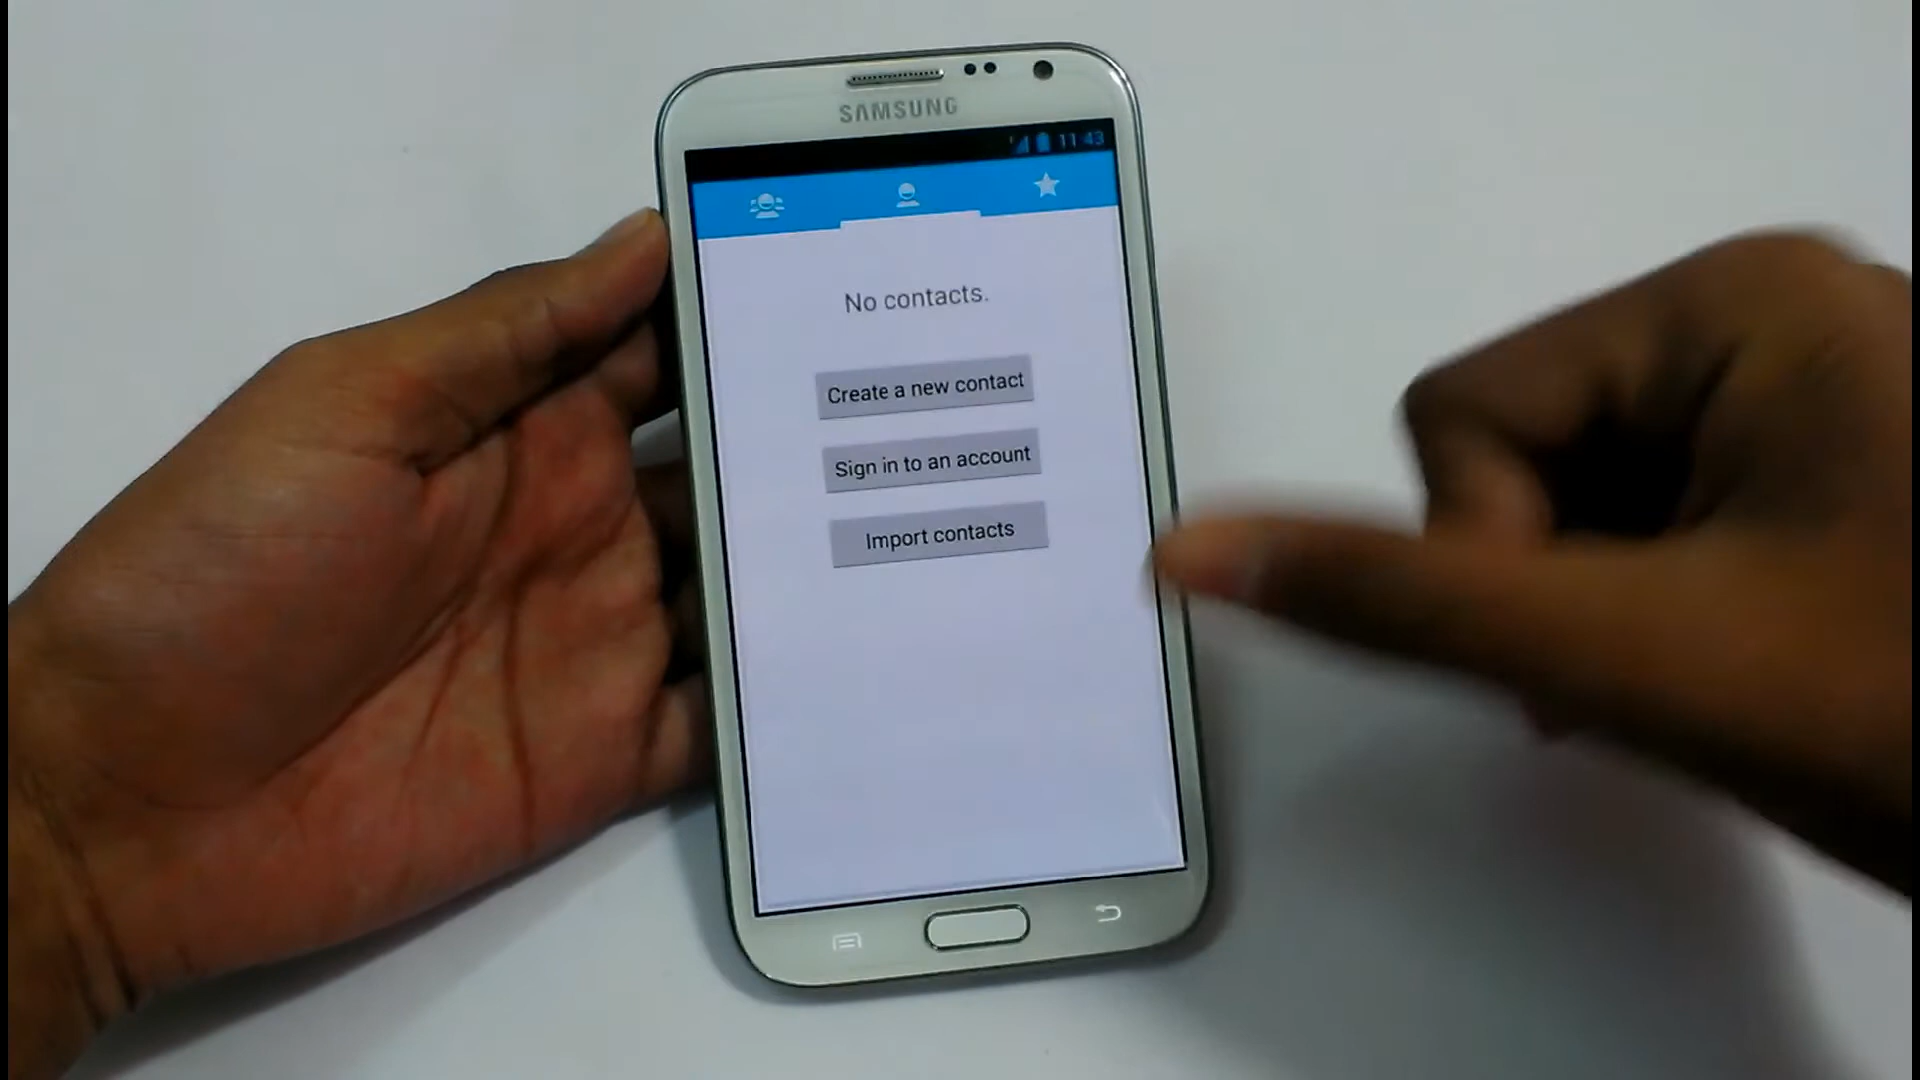 SAMSUNG
11:43
No contacts.
Create a new contact
Sign in to an account
Import contacts